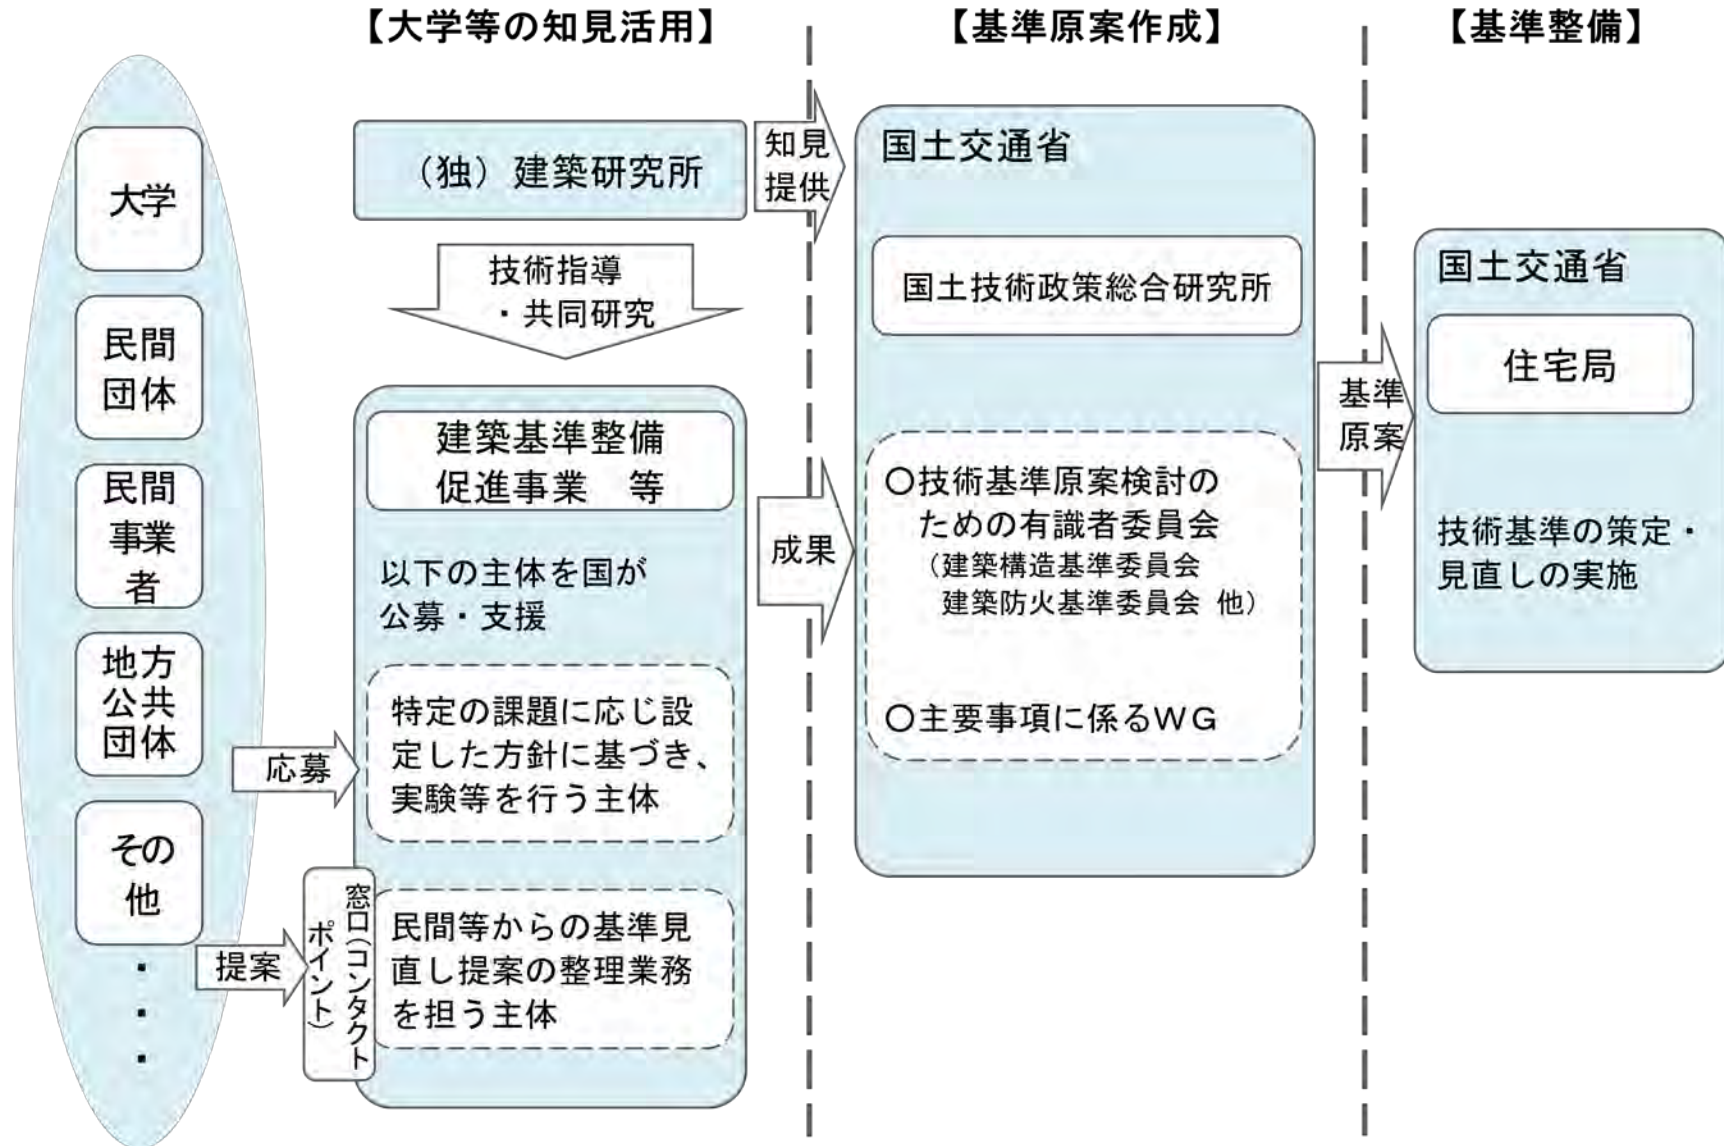 【大学等の知見活用】
【基準原案作成】
【基準整備】
大学
民間
団体
民間
事業
者
地方
公共
団体
その
他
・
・
・
応募
提案
（独）建築研究所
知見
提供
技術指導
・共同研究
建築基準整備
促進事業　等
以下の主体を国が
公募・支援
特定の課題に応じ設
定した方針に基づき、
実験等を行う主体
窓口（コンタクト
ポイント）
民間等からの基準見
直し提案の整理業務
を担う主体
成果
国土交通省
国土技術政策総合研究所
〇技術基準原案検討の
ための有識者委員会
（建築構造基準委員会
建築防火基準委員会 他）
〇主要事項に係るＷＧ
基準
原案
国土交通省
住宅局
技術基準の策定・
見直しの実施